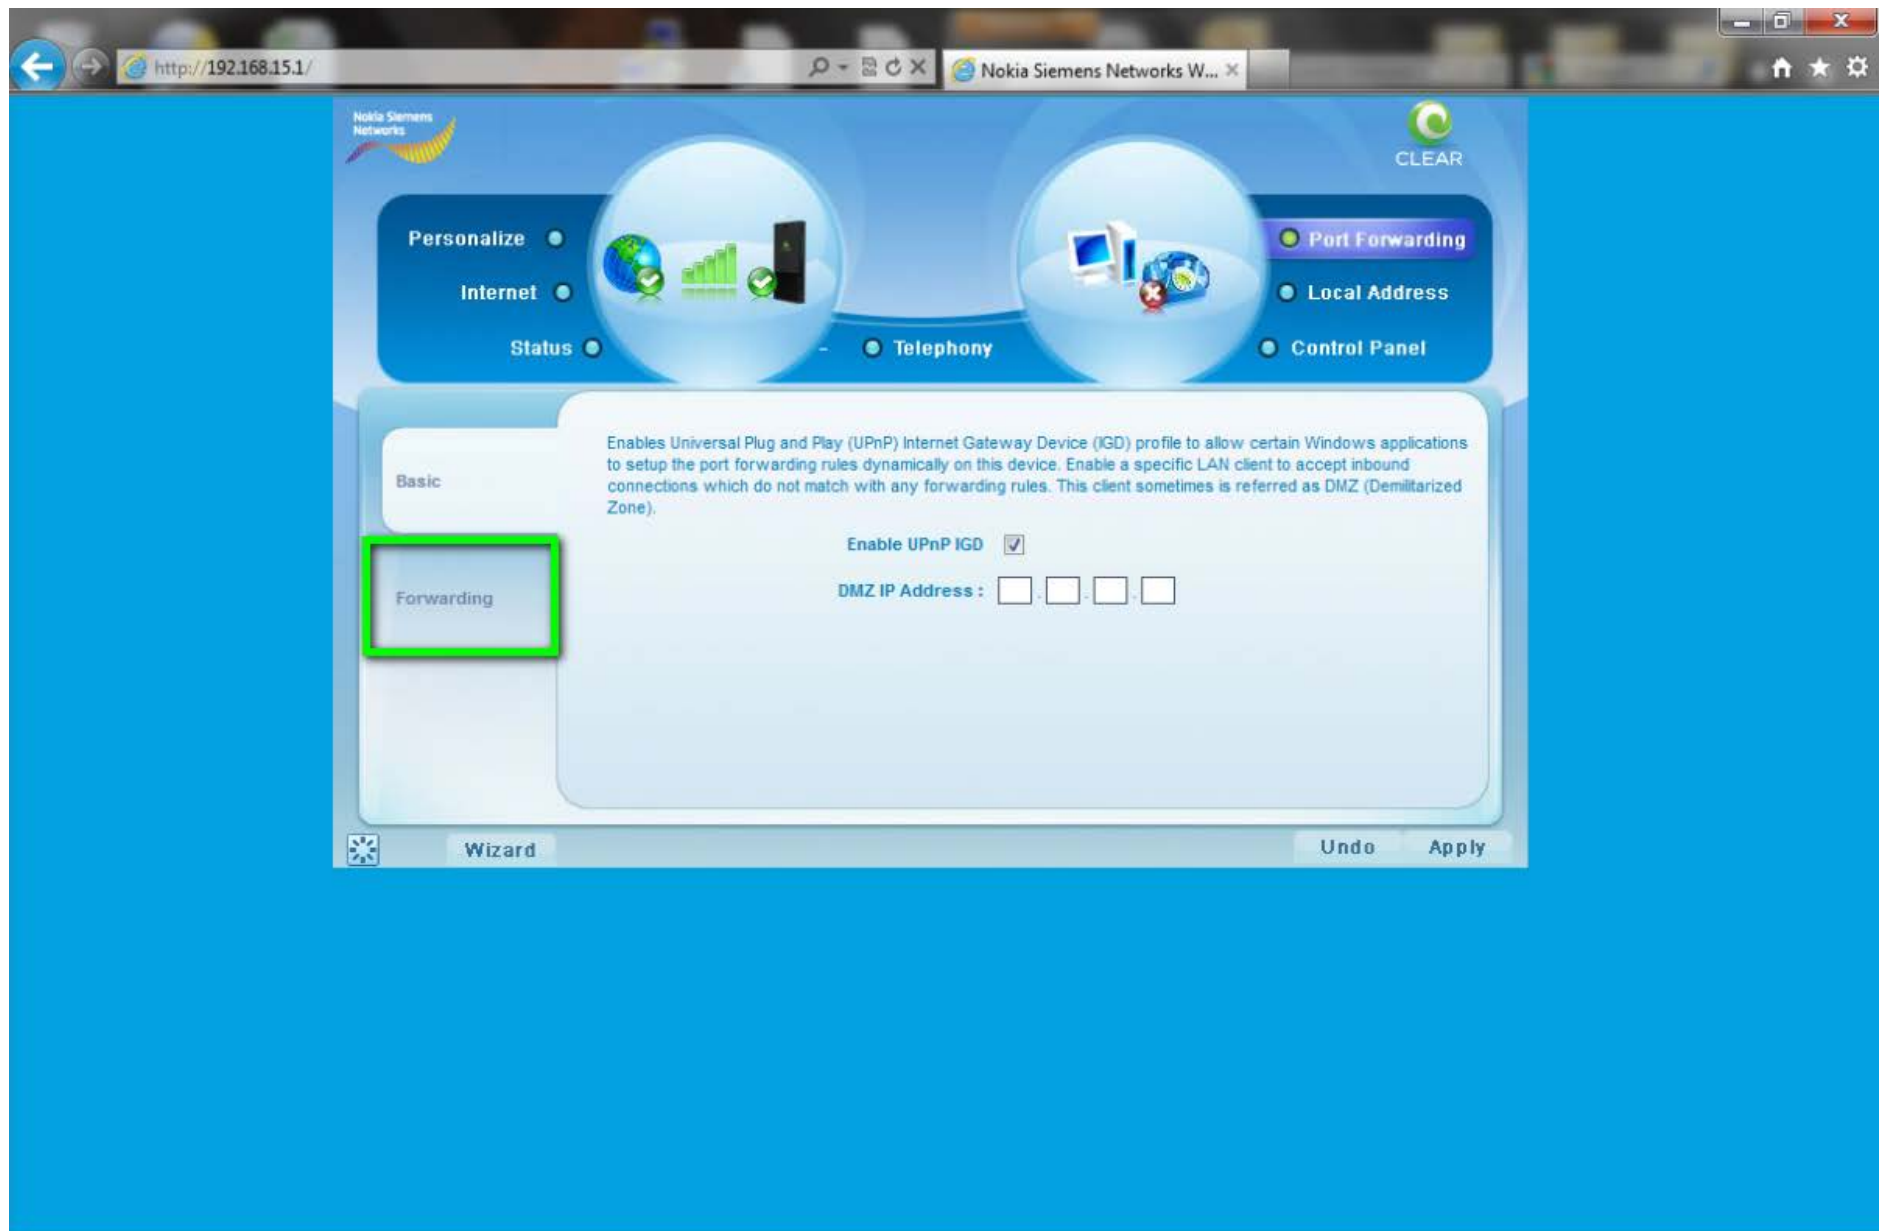 http://192.168.15.1/
Nokia Siemens Networks W...
Nokia Siemens
Networks
CLEAR
Personalize
Port Forwarding
Internet
Local Address
Status
-
Telephony
Control Panel
Basic
Forwarding
Enables Universal Plug and Play (UPnP) Internet Gateway Device (IGD) profile to allow certain Windows applications
to setup the port forwarding rules dynamically on this device. Enable a specific LAN client to accept inbound
connections which do not match with any forwarding rules. This client sometimes is referred as DMZ (Demilitarized
Zone).
Enable UPnP IGD
DMZ IP Address :
. . .
Wizard
Undo
Apply